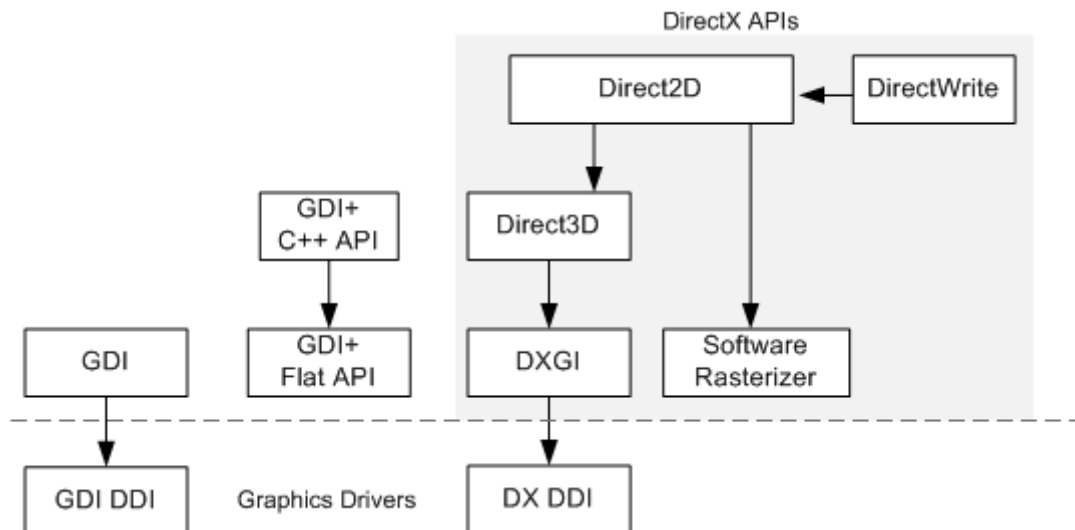 DirectX APIs
Direct2D
DirectWrite
GDI+
C++ API
Direct3D
GDI
GDI+
Flat API
DXGI
Software
Rasterizer
GDI DDI
Graphics Drivers
DX DDI